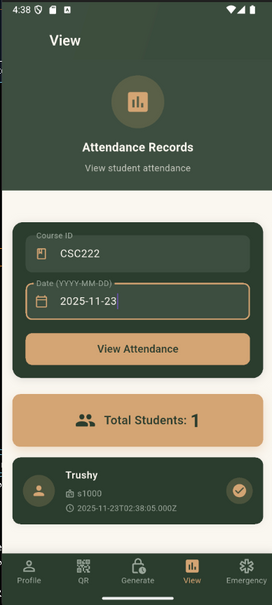 4:38
View
Attendance Records
View student attendance
Course ID
CSC222
Date (YYYY-MM-DD)
2025-11-23
View Attendance
Total Students: 1
Trushy
s1000
2025-11-23T02:38:05.000Z
Profile
QR
Generate
View
Emergency